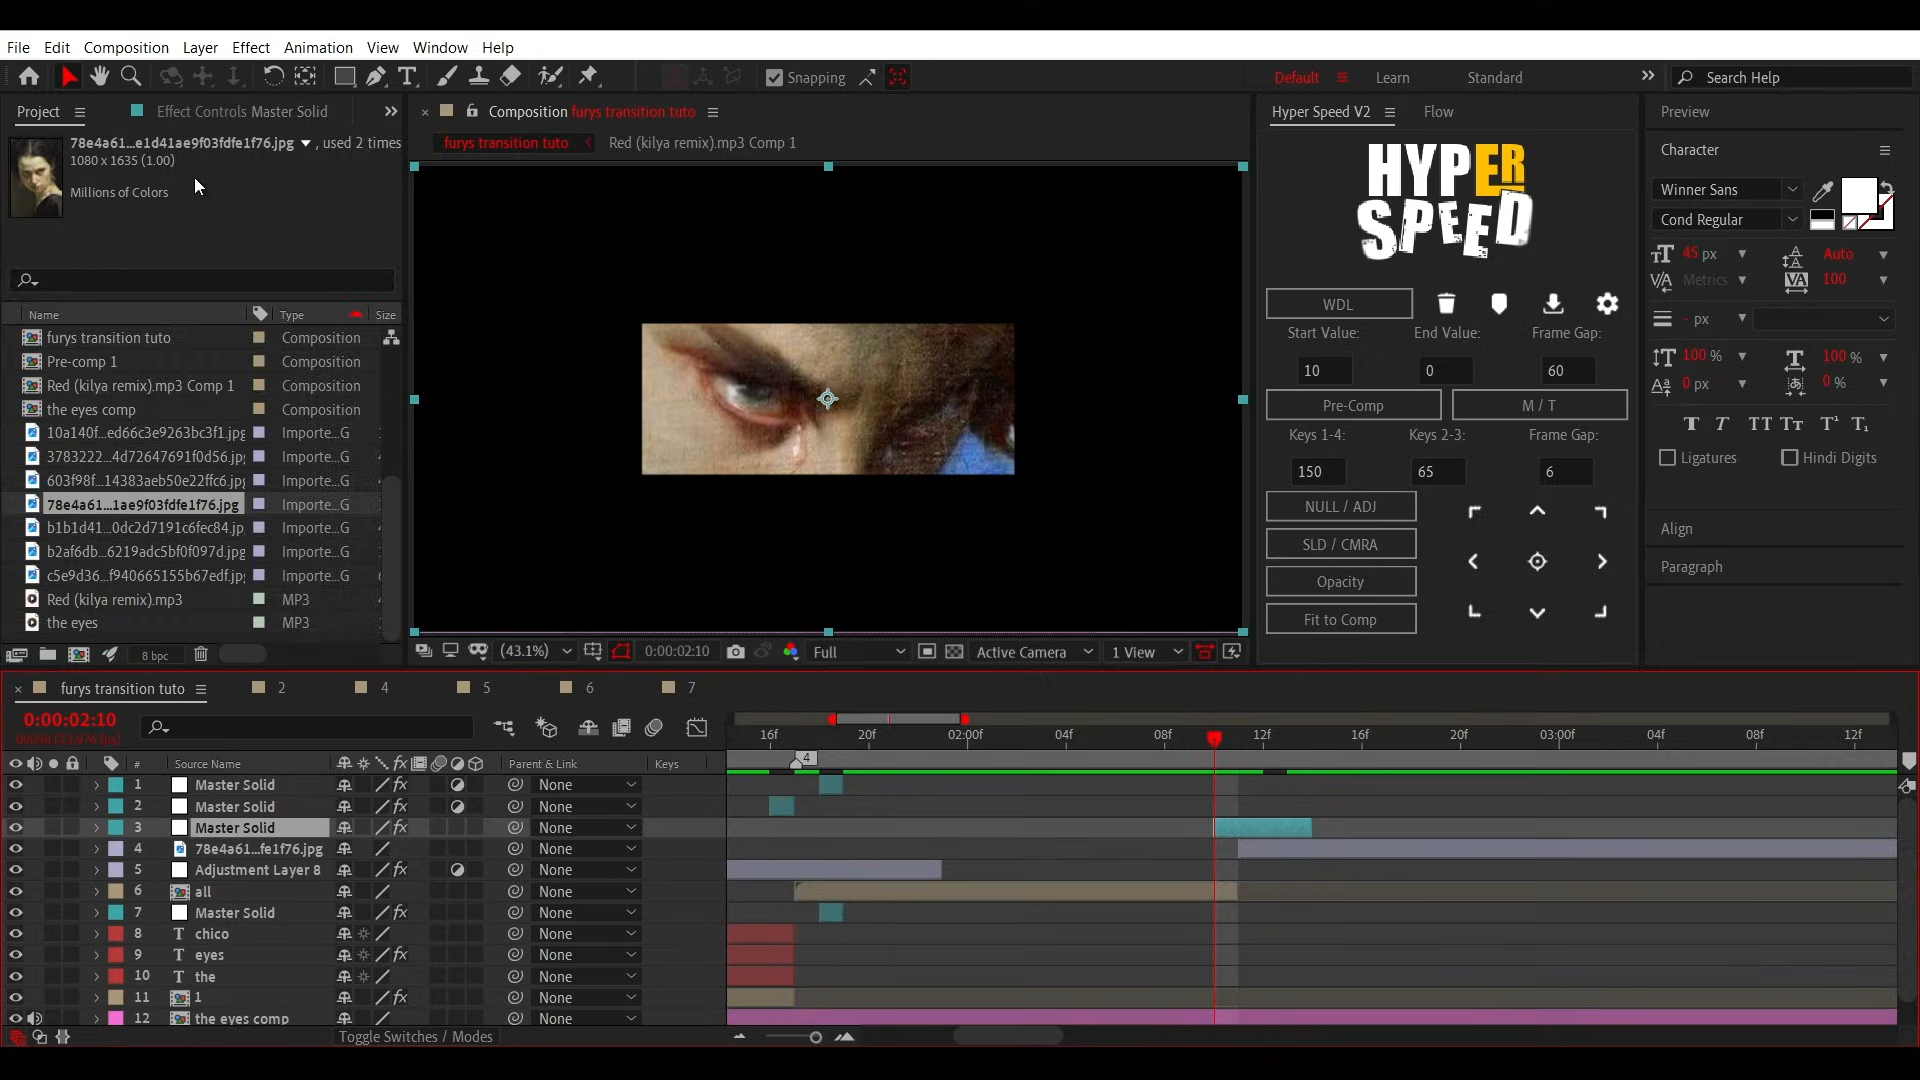 File Edit Composition Layer Effect Animation View Window Help
Snapping Default Learn Standard Search Help
Project Effect Controls Master Solid
Composition furys transition tuto
Hyper Speed V2 Flow
Preview
78e4a61...e1d41ae9f03fdfe1f76.jpg , used 2 times
1080 x 1635 (1.00)
Millions of Colors
furys transition tuto Red (kilya remix).mp3 Comp 1
HYPER
SPEED
Character
Winner Sans
Cond Regular
45 px Auto
Metrics 100
- px
100 % 100 %
0 px 0 %
T T TT Tt T¹ T₁
Ligatures Hindi Digits
Align
Paragraph
WDL
Start Value: End Value: Frame Gap:
10 0 60
Pre-Comp M / T
Keys 1-4: Keys 2-3: Frame Gap:
150 65 6
NULL / ADJ
SLD / CMRA
Opacity
Fit to Comp
Name Type Size
furys transition tuto Composition
Pre-comp 1 Composition
Red (kilya remix).mp3 Comp 1 Composition
the eyes comp Composition
10a140f...ed66c3e9263bc3f1.jpg Importe...G
3783222...4d72647691f0d56.jpg Importe...G
603f98f...14383aeb50e22ffc6.jpg Importe...G
78e4a61...1ae9f03fdfe1f76.jpg Importe...G
b1b1d41...0dc2d7191c6fec84.jp Importe...G
b2af6db...6219adc5bf0f097d.jpg Importe...G
c5e9d36...f940665155b67edf.jpg Importe...G
Red (kilya remix).mp3 MP3
the eyes MP3
8 bpc
(43.1%) 0:00:02:10 Full Active Camera 1 View
furys transition tuto 2 4 5 6 7
0:00:02:10
16f 20f 02:00f 04f 08f 12f 16f 20f 03:00f 04f 08f 12f
# Source Name Parent & Link Keys
4
1 Master Solid None
2 Master Solid None
3 Master Solid None
4 78e4a61...fe1f76.jpg None
5 Adjustment Layer 8 None
6 all None
7 Master Solid None
8 T chico None
9 T eyes None
10 T the None
11 1 None
12 the eyes comp None
Toggle Switches / Modes